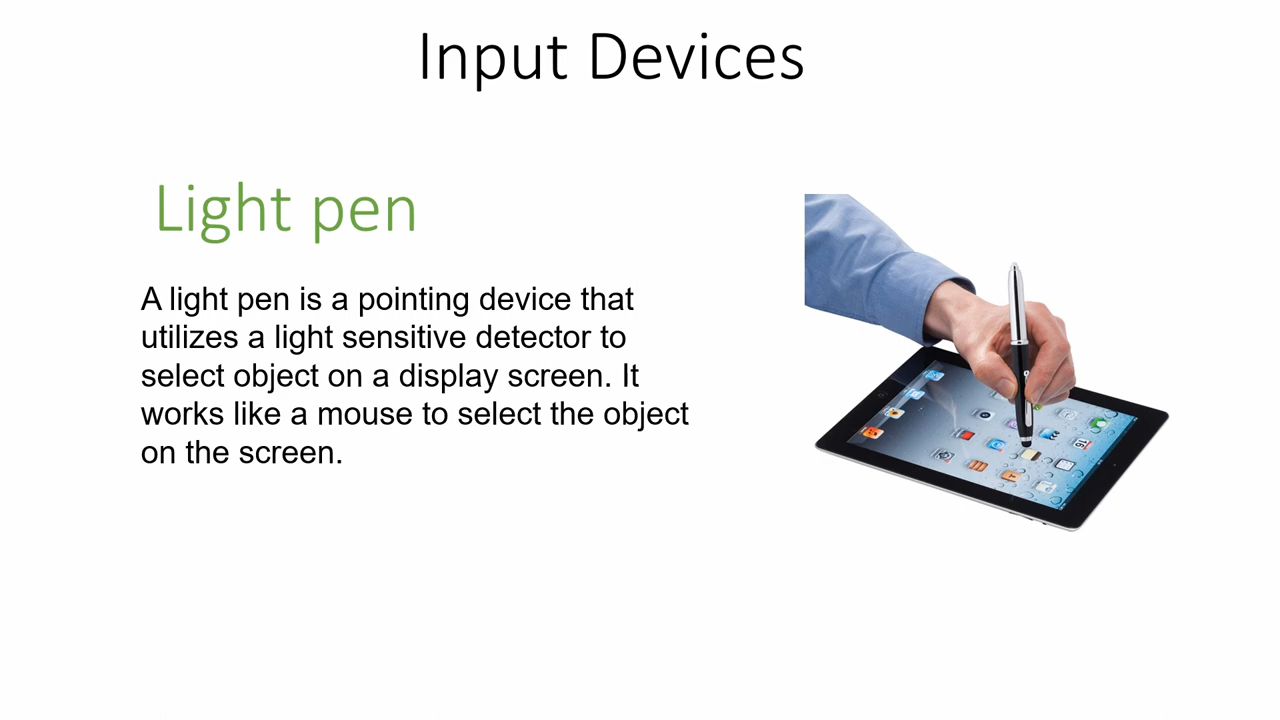 Input Devices
Light pen
A light pen is a pointing device that
utilizes a light sensitive detector to
select object on a display screen. It
works like a mouse to select the object
on the screen.
16